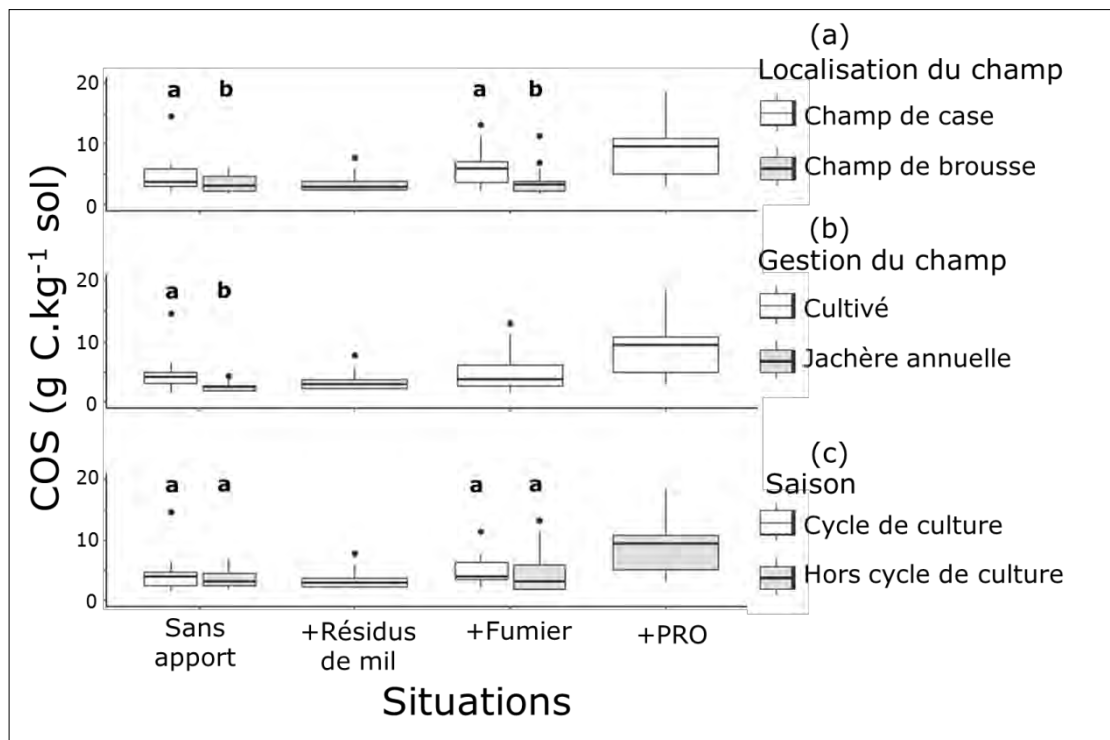 (a)
Localisation du champ
Champ de case
Champ de brousse
20
10
0
a b a b
(b)
Gestion du champ
Cultivé
Jachère annuelle
20
10
0
a b
(c)
Saison
Cycle de culture
Hors cycle de culture
20
10
0
a a a a
COS (g C.kg⁻¹ sol)
Sans apport
+Résidus de mil
+Fumier
+PRO
Situations